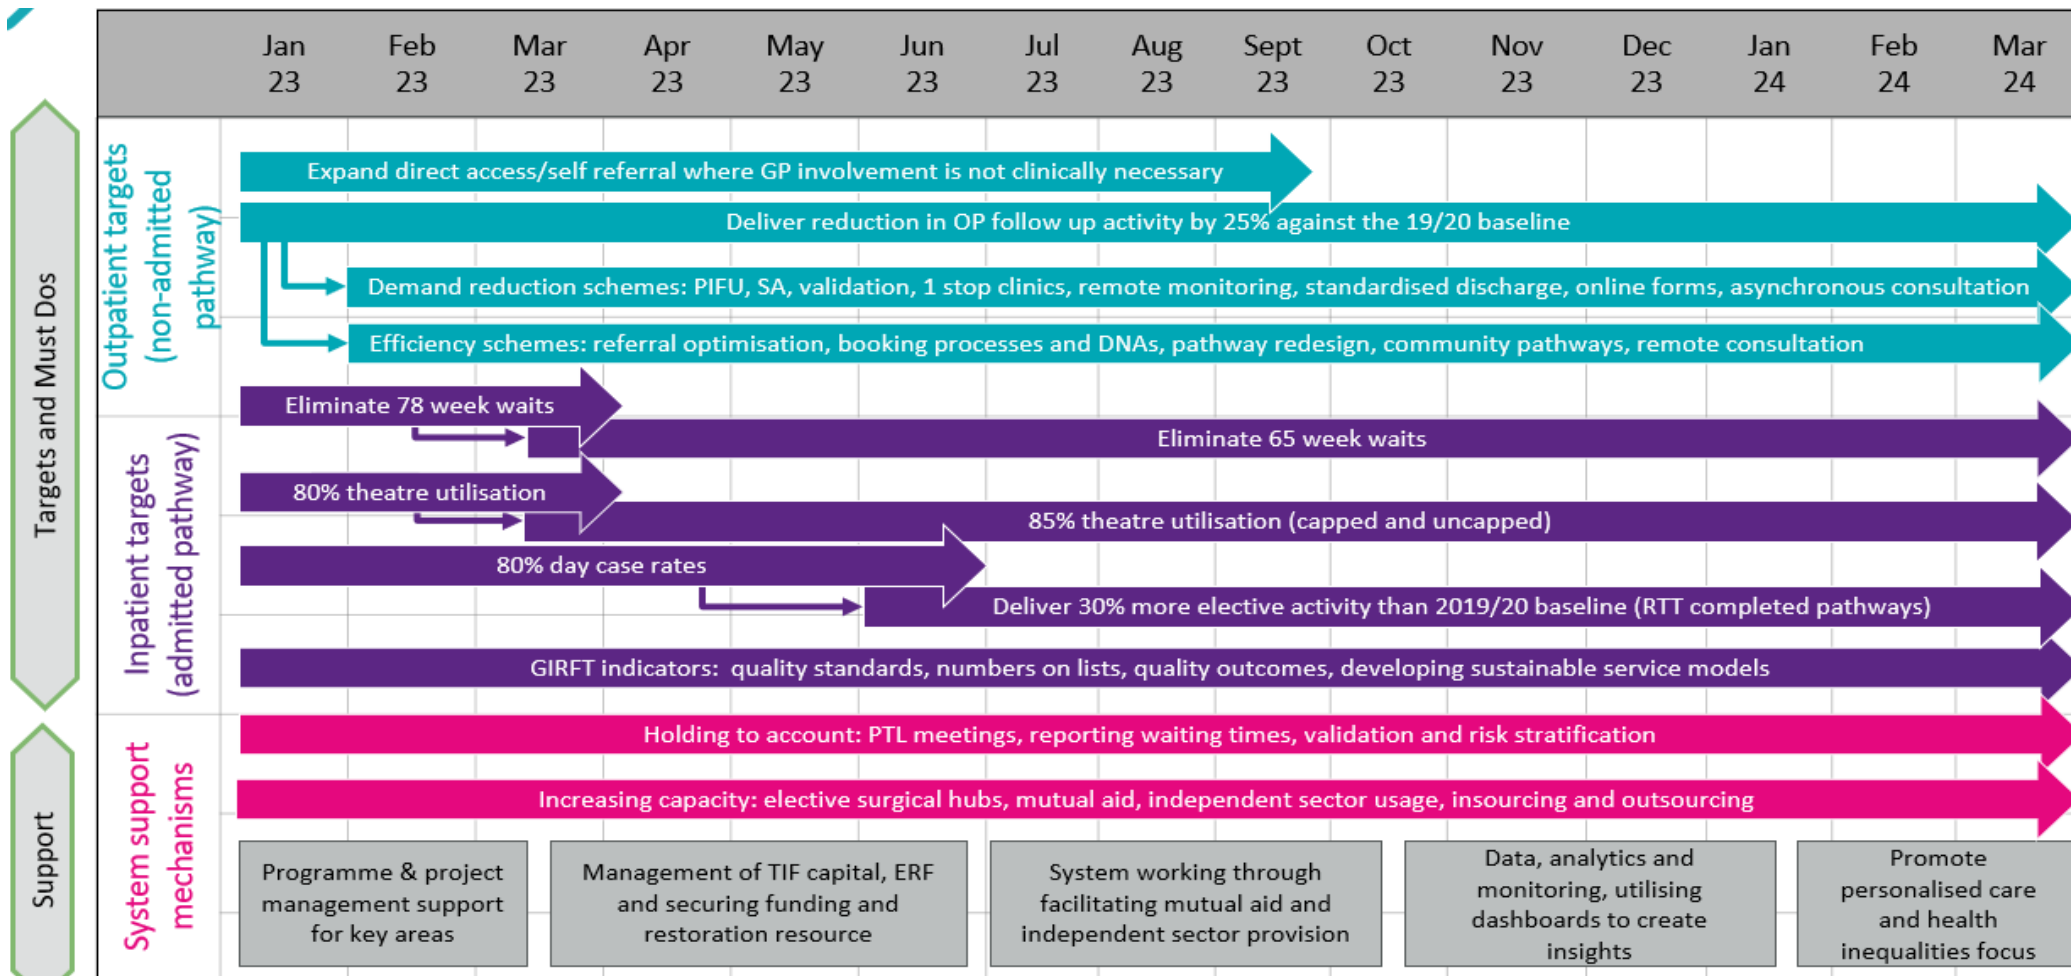 Jan 23
Feb 23
Mar 23
Apr 23
May 23
Jun 23
Jul 23
Aug 23
Sept 23
Oct 23
Nov 23
Dec 23
Jan 24
Feb 24
Mar 24
Targets and Must Dos
Outpatient targets
(non-admitted
pathway)
Expand direct access/self referral where GP involvement is not clinically necessary
Deliver reduction in OP follow up activity by 25% against the 19/20 baseline
Demand reduction schemes: PIFU, SA, validation, 1 stop clinics, remote monitoring, standardised discharge, online forms, asynchronous consultation
Efficiency schemes: referral optimisation, booking processes and DNAs, pathway redesign, community pathways, remote consultation
Inpatient targets
(admitted pathway)
Eliminate 78 week waits
Eliminate 65 week waits
80% theatre utilisation
85% theatre utilisation (capped and uncapped)
80% day case rates
Deliver 30% more elective activity than 2019/20 baseline (RTT completed pathways)
GIRFT indicators: quality standards, numbers on lists, quality outcomes, developing sustainable service models
Support
System support
mechanisms
Holding to account: PTL meetings, reporting waiting times, validation and risk stratification
Increasing capacity: elective surgical hubs, mutual aid, independent sector usage, insourcing and outsourcing
Programme & project
management support
for key areas
Management of TIF capital, ERF
and securing funding and
restoration resource
System working through
facilitating mutual aid and
independent sector provision
Data, analytics and
monitoring, utilising
dashboards to create
insights
Promote
personalised care
and health
inequalities focus